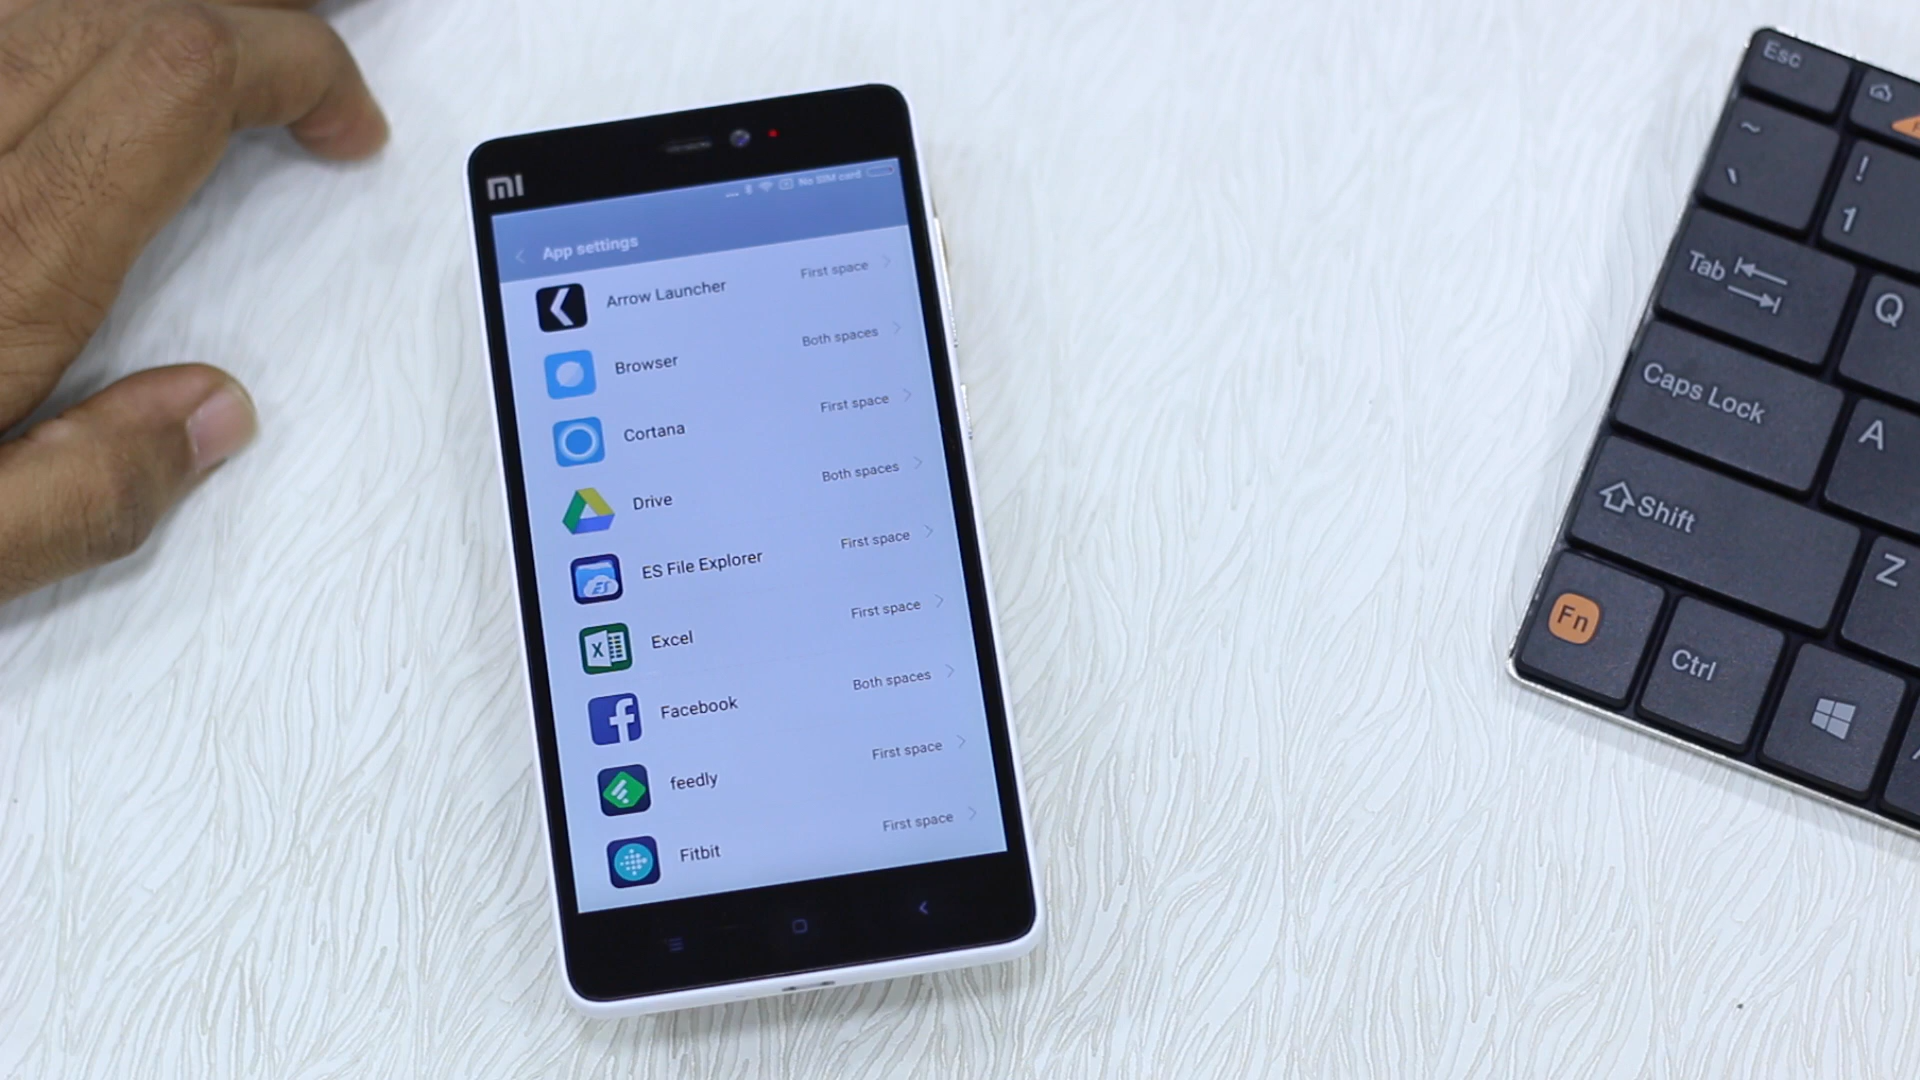 MI
No SIM card
App settings
Arrow Launcher First space
Browser Both spaces
Cortana First space
Drive Both spaces
ES File Explorer First space
ES
Excel First space
X
Facebook Both spaces
f
feedly First space
Fitbit First space
Esc
~
`
!
1
Tab
Q
Caps Lock
A
Shift
Z
Fn
Ctrl